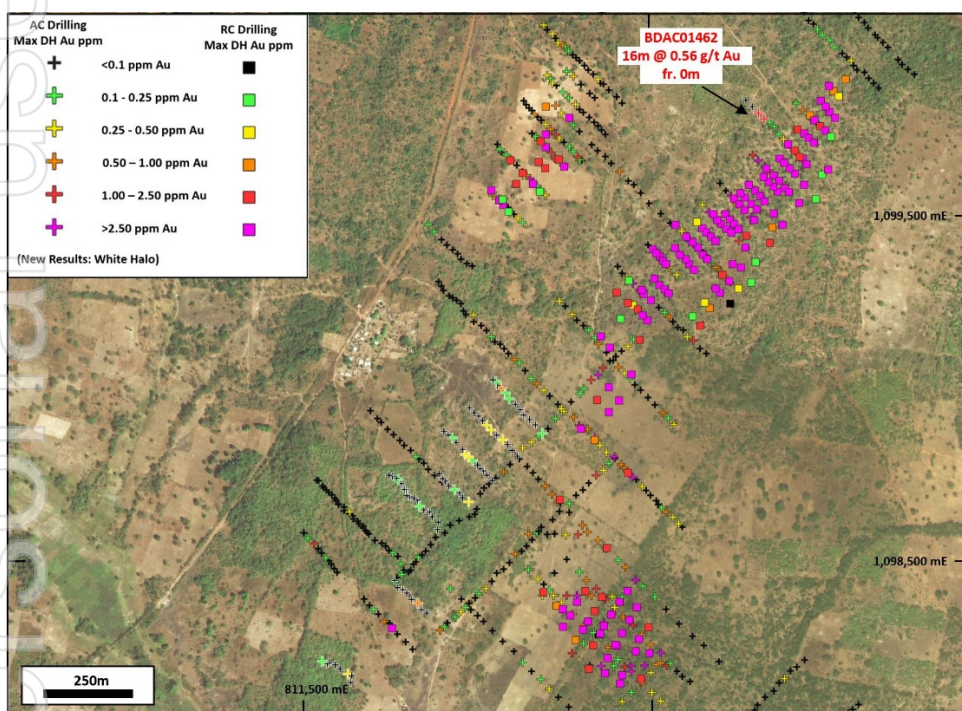 AC Drilling
Max DH Au ppm
RC Drilling
Max DH Au ppm
<0.1 ppm Au
0.1 - 0.25 ppm Au
0.25 - 0.50 ppm Au
0.50 – 1.00 ppm Au
1.00 – 2.50 ppm Au
>2.50 ppm Au
(New Results: White Halo)
BDAC01462
16m @ 0.56 g/t Au
fr. 0m
1,099,500 mE
1,098,500 mE
250m
811,500 mE